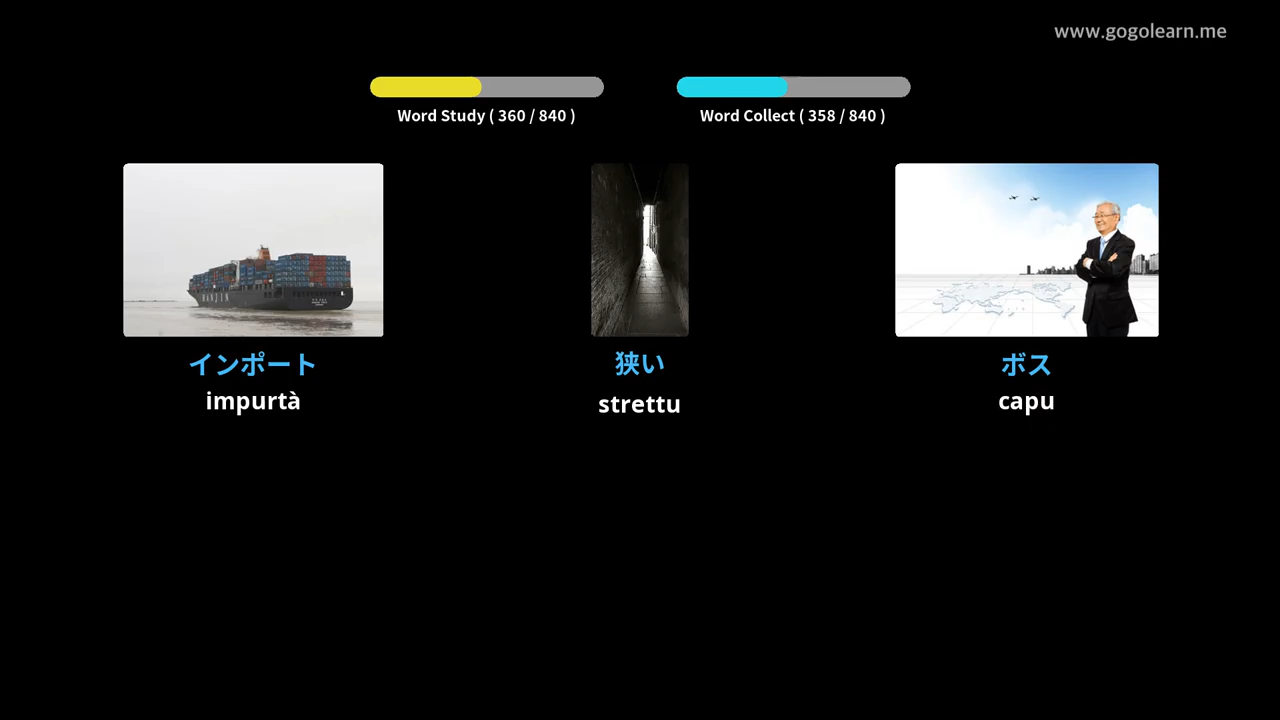 www.gogolearn.me
Word Study ( 360 / 840 )
Word Collect ( 358 / 840 )
HANJIN
インポート
狭い
ボス
impurtà
strettu
capu